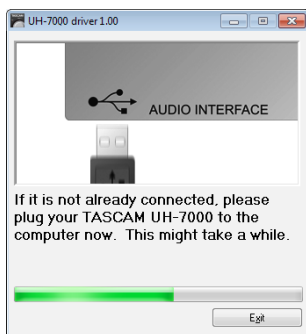 UH-7000 driver 1.00
AUDIO INTERFACE
If it is not already connected, please
plug your TASCAM UH-7000 to the
computer now. This might take a while.
Exit